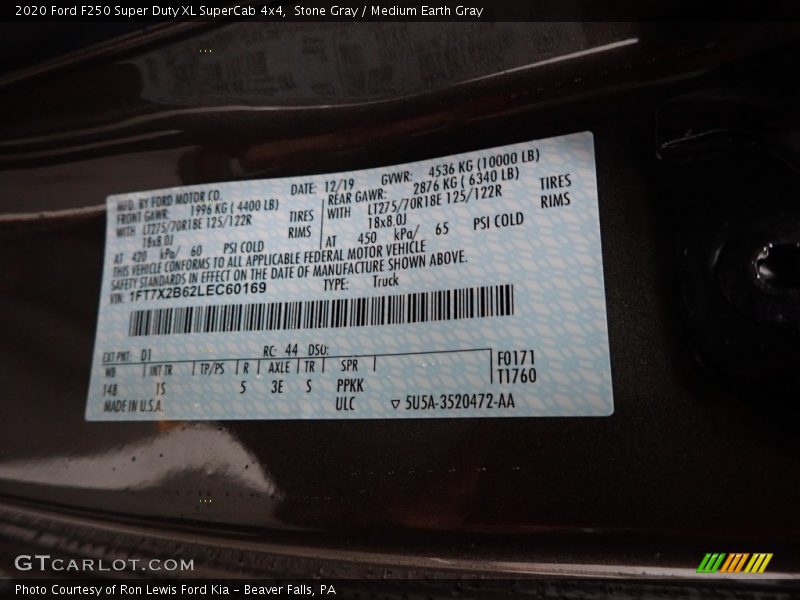 2020 Ford F250 Super Duty XL SuperCab 4x4,  Stone Gray / Medium Earth Gray
MFD. BY FORD MOTOR CO. DATE: 12/19 GVWR: 4536 KG (10000 LB)
FRONT GAWR: 1996 KG ( 4400 LB) REAR GAWR: 2876 KG ( 6340 LB)
WITH LT275/70R18E 125/122R TIRES WITH LT275/70R18E 125/122R TIRES
18x8.0J RIMS 18x8.0J RIMS
AT 420 kPa/ 60 PSI COLD AT 450 kPa/ 65 PSI COLD
THIS VEHICLE CONFORMS TO ALL APPLICABLE FEDERAL MOTOR VEHICLE
SAFETY STANDARDS IN EFFECT ON THE DATE OF MANUFACTURE SHOWN ABOVE.
VIN: 1FT7X2B62LEC60169 TYPE: Truck
EXT PNT: D1 RC: 44 DSO: F0171
WB INT TR TP/PS R AXLE TR SPR T1760
148 1S 5 3E S PPKK
MADE IN U.S.A. ULC ▽ 5U5A-3520472-AA
GTCARLOT.COM
Photo Courtesy of Ron Lewis Ford Kia - Beaver Falls, PA